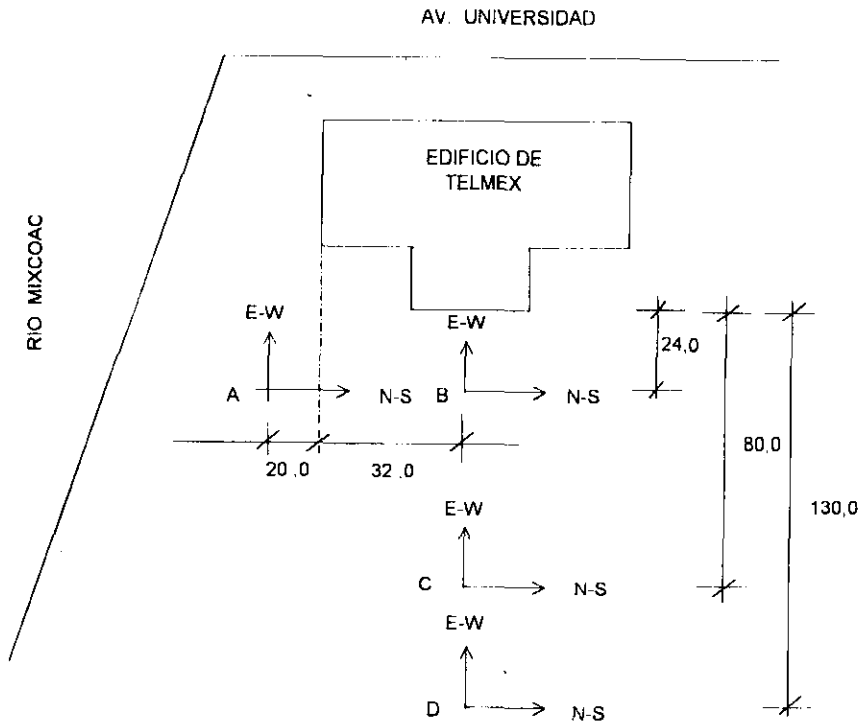 AV. UNIVERSIDAD
EDIFICIO DE
TELMEX
RIO MIXCOAC
E-W
E-W
24,0
A
N-S
B
N-S
80,0
20,0
32,0
130,0
E-W
C
N-S
E-W
D
N-S